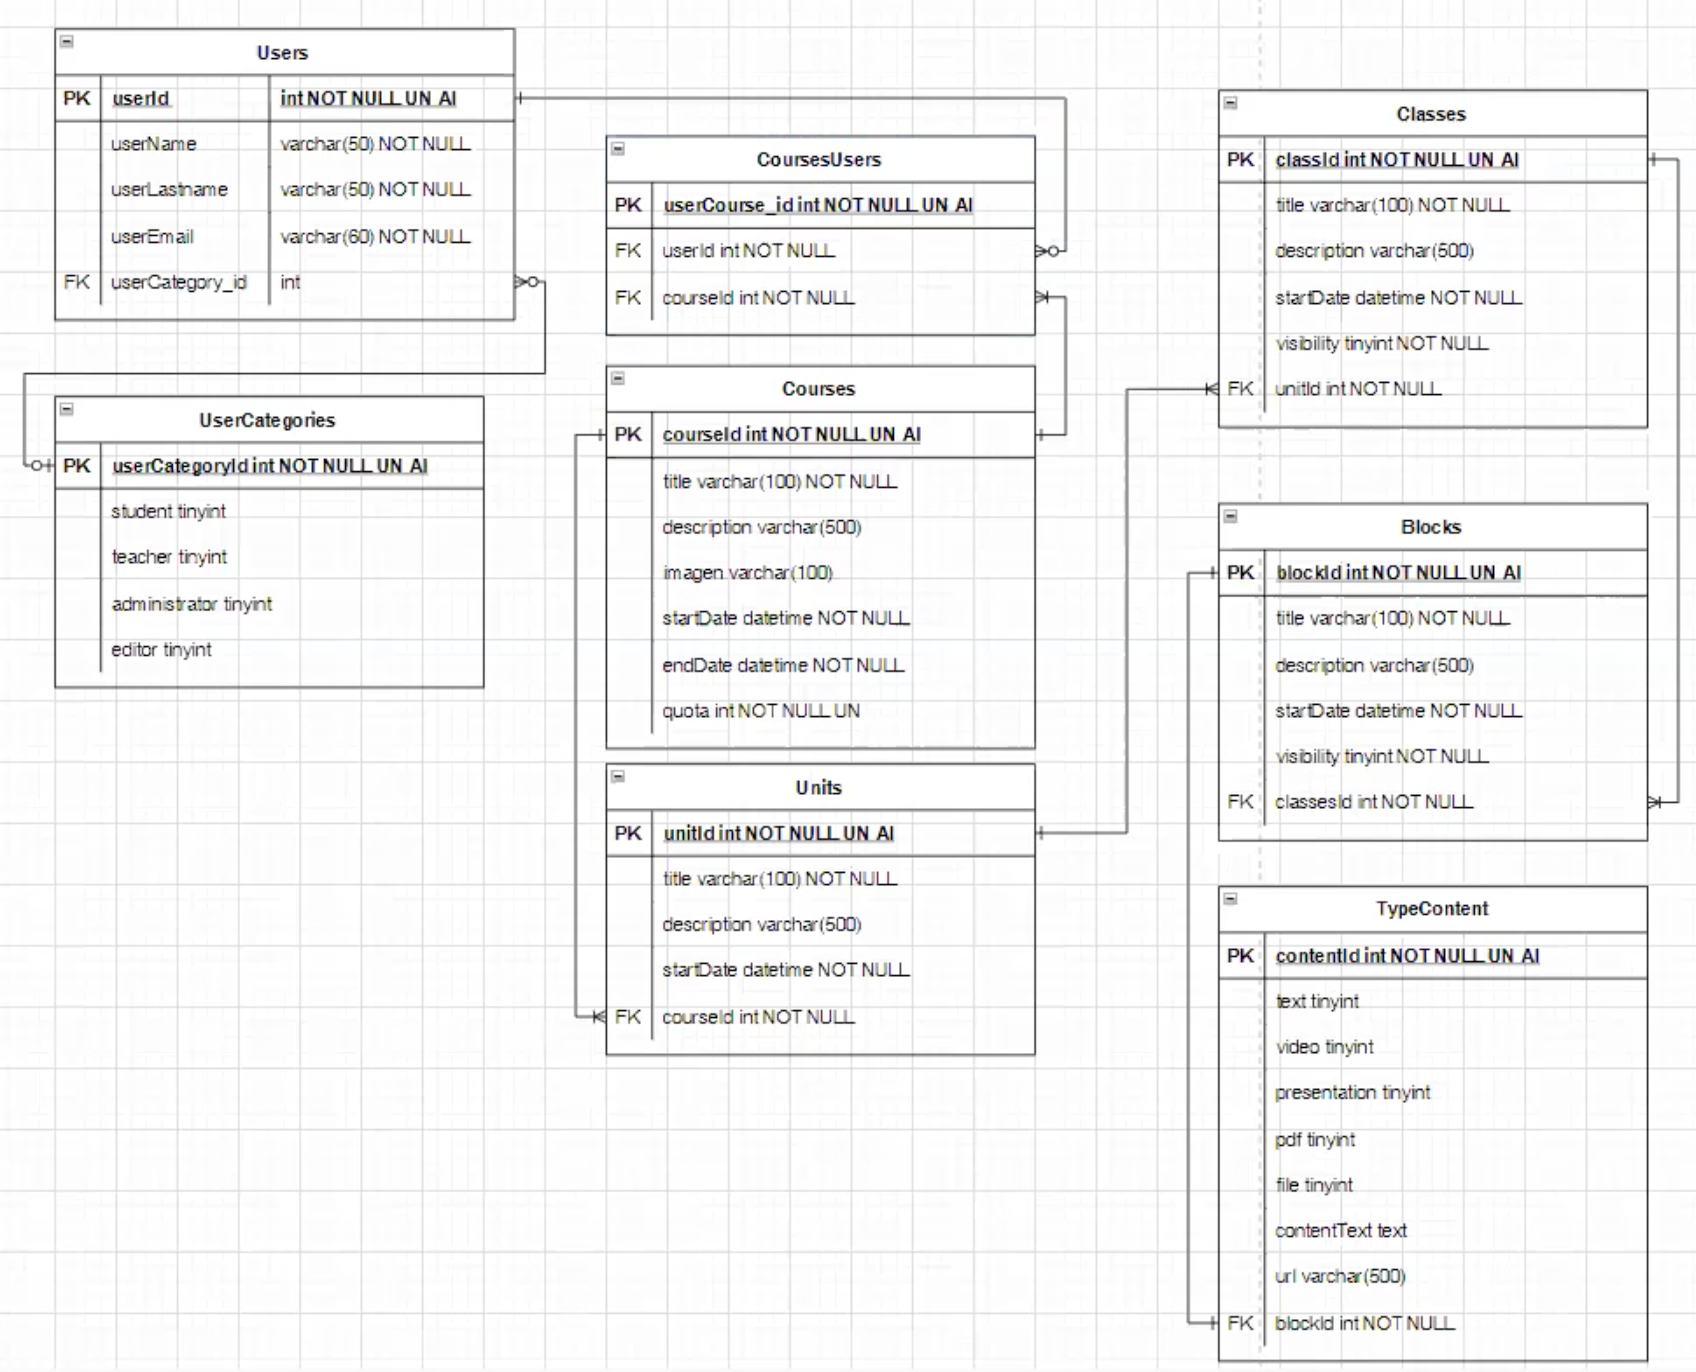 Users
PK userId int NOT NULL UN AI
userName varchar(50) NOT NULL
userLastname varchar(50) NOT NULL
userEmail varchar(60) NOT NULL
FK userCategory_id int
UserCategories
PK userCategoryId int NOT NULL UN AI
student tinyint
teacher tinyint
administrator tinyint
editor tinyint
CoursesUsers
PK userCourse_id int NOT NULL UN AI
FK userId int NOT NULL
FK courseId int NOT NULL
Courses
PK courseId int NOT NULL UN AI
title varchar(100) NOT NULL
description varchar(500)
imagen varchar(100)
startDate datetime NOT NULL
endDate datetime NOT NULL
quota int NOT NULL UN
Units
PK unitId int NOT NULL UN AI
title varchar(100) NOT NULL
description varchar(500)
startDate datetime NOT NULL
FK courseId int NOT NULL
Classes
PK classId int NOT NULL UN AI
title varchar(100) NOT NULL
description varchar(500)
startDate datetime NOT NULL
visibility tinyint NOT NULL
FK unitId int NOT NULL
Blocks
PK blockId int NOT NULL UN AI
title varchar(100) NOT NULL
description varchar(500)
startDate datetime NOT NULL
visibility tinyint NOT NULL
FK classesId int NOT NULL
TypeContent
PK contentId int NOT NULL UN AI
text tinyint
video tinyint
presentation tinyint
pdf tinyint
file tinyint
contentText text
url varchar(500)
FK blockId int NOT NULL